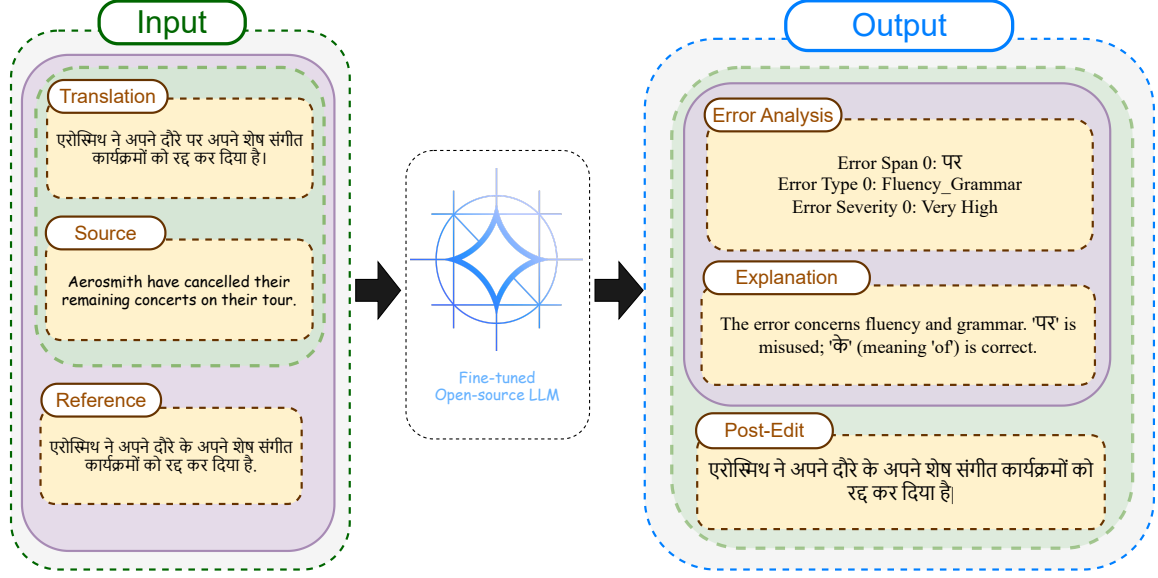 Input
Translation
एरोस्मिथ ने अपने दौरे पर अपने शेष संगीत
कार्यक्रमों को रद्द कर दिया है।
Source
Aerosmith have cancelled their
remaining concerts on their tour.
Reference
एरोस्मिथ ने अपने दौरे के अपने शेष संगीत
कार्यक्रमों को रद्द कर दिया है.
Fine-tuned
Open-source LLM
Output
Error Analysis
Error Span 0: पर
Error Type 0: Fluency_Grammar
Error Severity 0: Very High
Explanation
The error concerns fluency and grammar. 'पर' is
misused; 'के' (meaning 'of') is correct.
Post-Edit
एरोस्मिथ ने अपने दौरे के अपने शेष संगीत कार्यक्रमों को
रद्द कर दिया है|